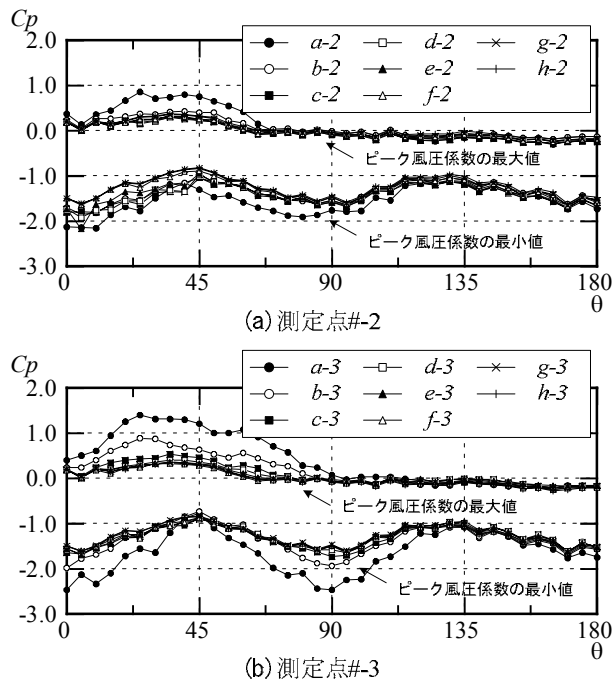 Cp
2.0
a-2 d-2 g-2
b-2 e-2 h-2
c-2 f-2
1.0
0.0
ピーク風圧係数の最大値
-1.0
-2.0
ピーク風圧係数の最小値
-3.0
0 45 90 135 180
θ
(a) 測定点#-2
Cp
2.0
a-3 d-3 g-3
b-3 e-3 h-3
c-3 f-3
1.0
0.0
ピーク風圧係数の最大値
-1.0
-2.0
ピーク風圧係数の最小値
-3.0
0 45 90 135 180
θ
(b) 測定点#-3